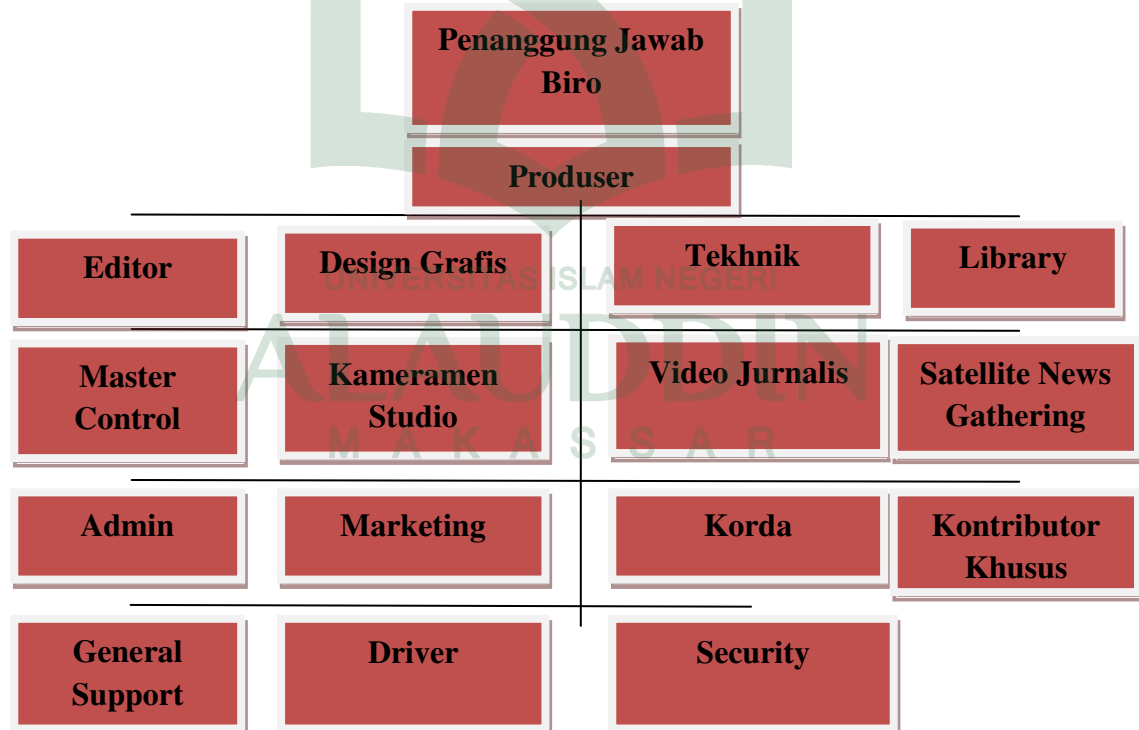 Penanggung Jawab
Biro
Produser
Editor
Design Grafis
Tekhnik
Library
UNIVERSITAS ISLAM NEGERI
ALAUDDIN
MAKASSAR
Master
Control
Kameramen
Studio
Video Jurnalis
Satellite News
Gathering
Admin
Marketing
Korda
Kontributor
Khusus
General
Support
Driver
Security